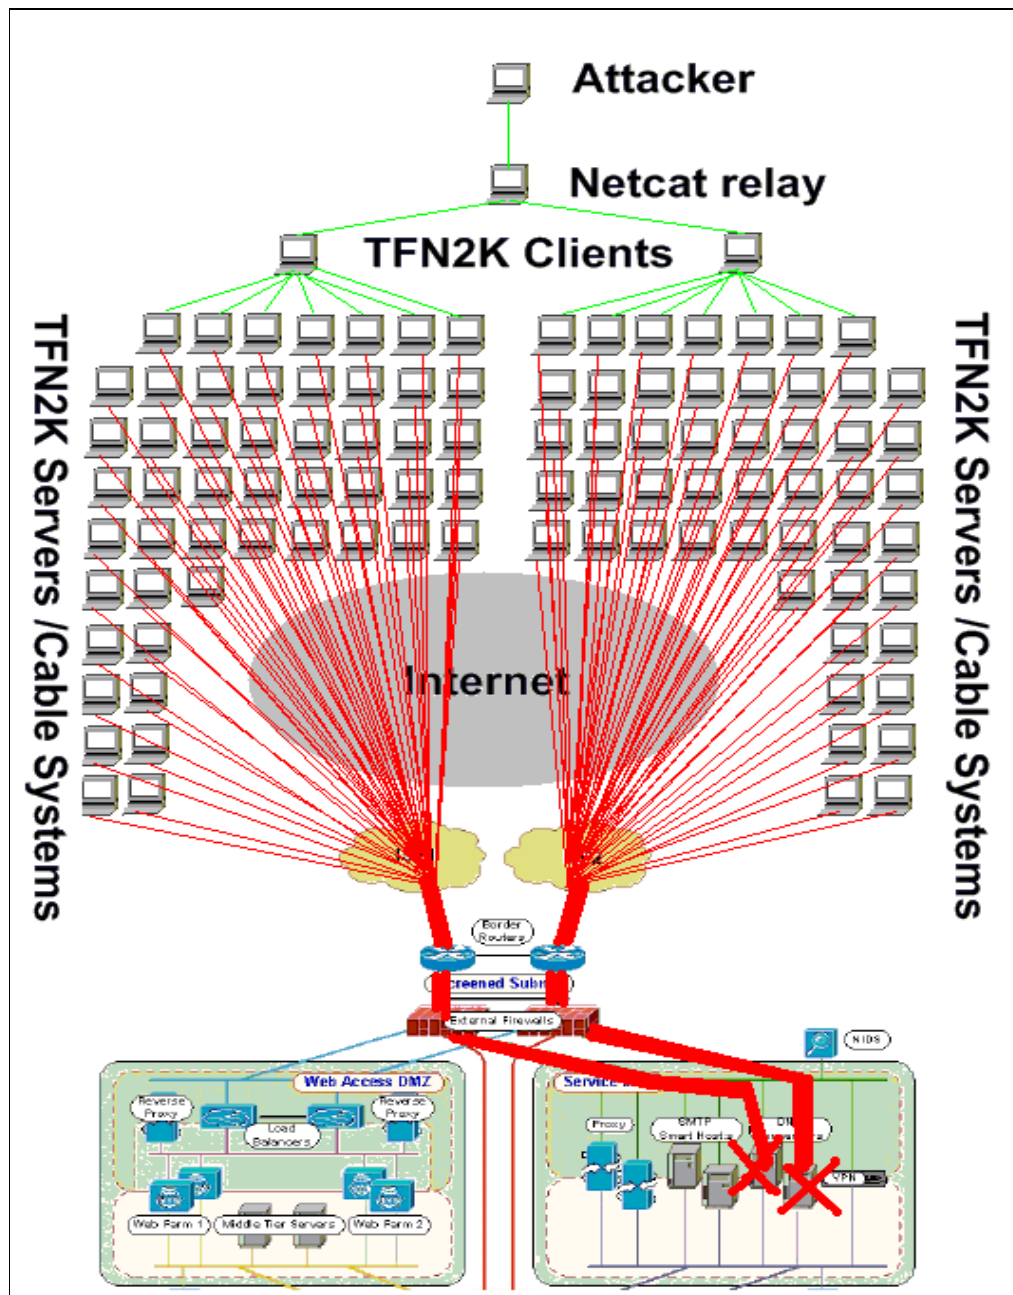 Attacker
Netcat relay
TFN2K Clients
TFN2K Servers /Cable Systems
TFN2K Servers /Cable Systems
Internet
Border
Routers
Screened
External Firewalls
NIDS
Web Access DMZ
Service
Reverse
Proxy
Reverse
Proxy
Load
Balancers
Proxy
SMTP
Smart Hosts
VPN
Web Farm 1
Middle Tier Servers
Web Farm 2